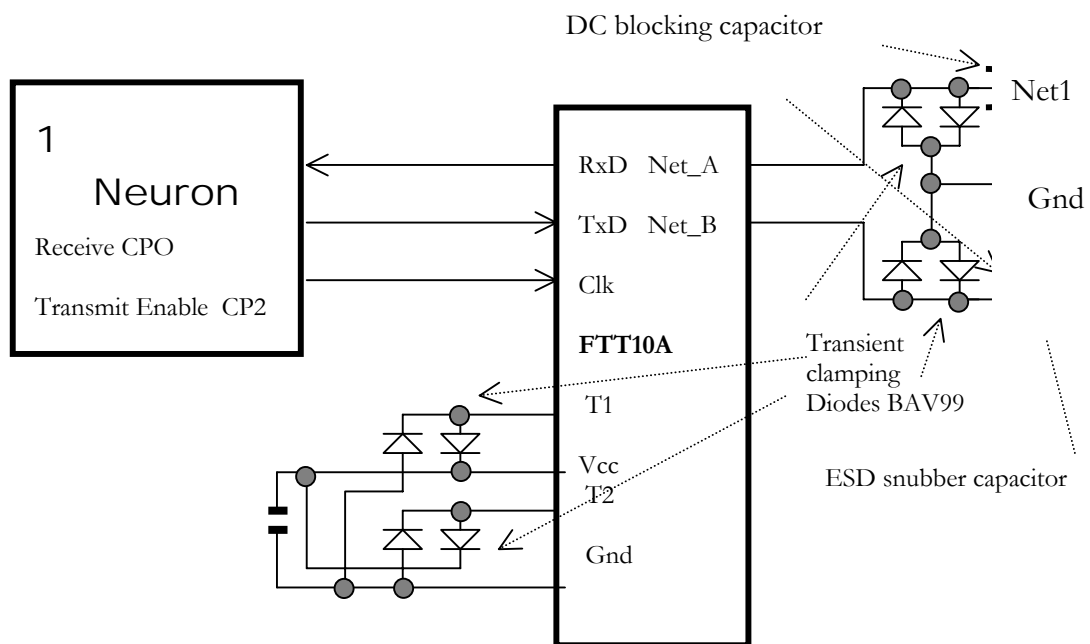 DC blocking capacitor
Net1
1
Neuron
Receive CPO
Transmit Enable CP2
RxD Net_A
TxD Net_B
Clk
FTT10A
T1
Vcc
T2
Gnd
Gnd
Transient
clamping
Diodes BAV99
ESD snubber capacitor